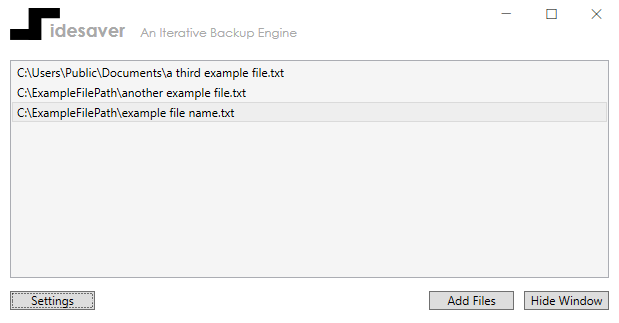 idesaver An Iterative Backup Engine
C:\Users\Public\Documents\a third example file.txt
C:\ExampleFilePath\another example file.txt
C:\ExampleFilePath\example file name.txt
Settings Add Files Hide Window